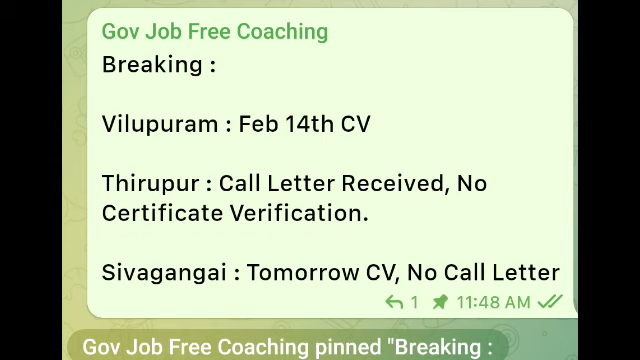 Gov Job Free Coaching
Breaking :
Vilupuram : Feb 14th CV
Thirupur : Call Letter Received, No
Certificate Verification.
Sivagangai : Tomorrow CV, No Call Letter
1 11:48 AM
Gov Job Free Coaching pinned "Breaking :